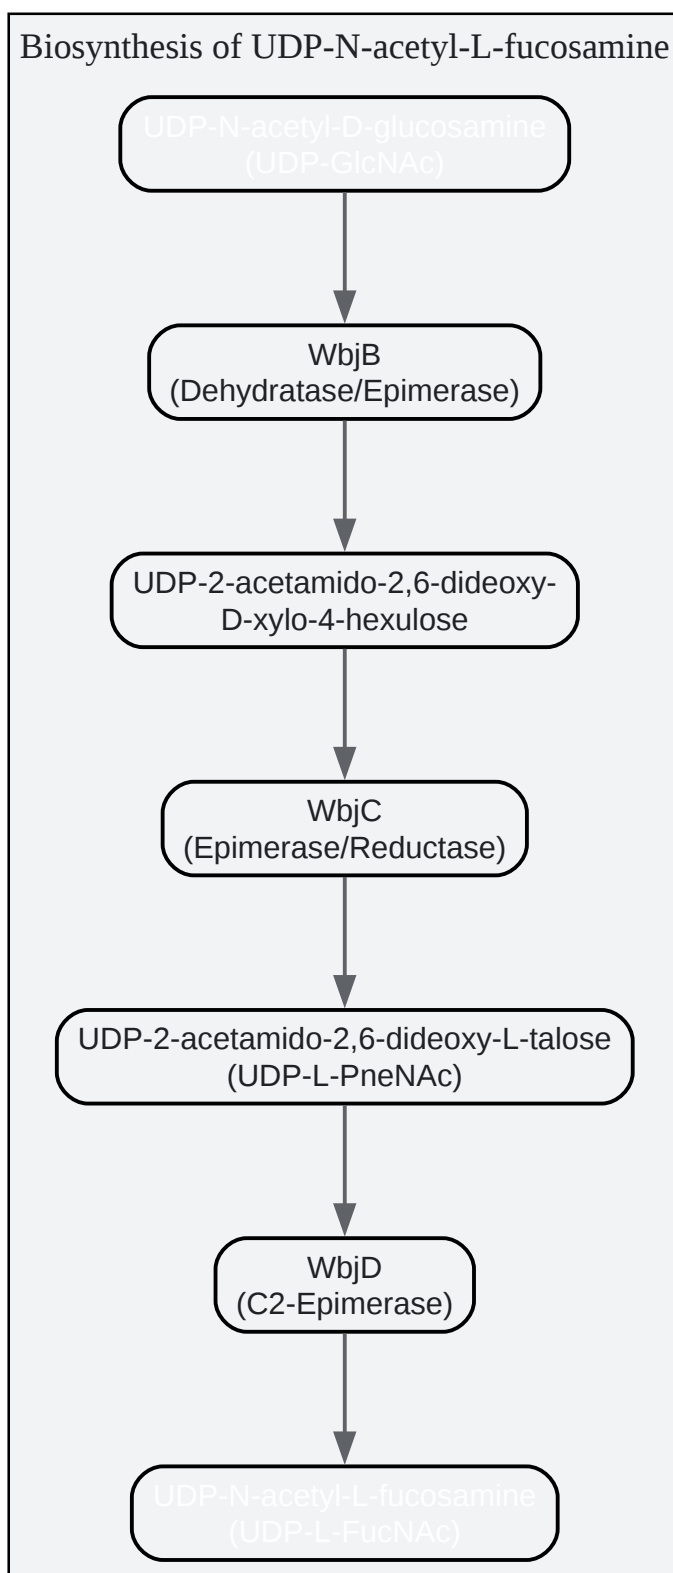 Biosynthesis of UDP-N-acetyl-L-fucosamine
UDP-N-acetyl-D-glucosamine
(UDP-GlcNAc)
WbjB
(Dehydratase/Epimerase)
UDP-2-acetamido-2,6-dideoxy-
D-xylo-4-hexulose
WbjC
(Epimerase/Reductase)
UDP-2-acetamido-2,6-dideoxy-L-talose
(UDP-L-PneNAc)
WbjD
(C2-Epimerase)
UDP-N-acetyl-L-fucosamine
(UDP-L-FucNAc)